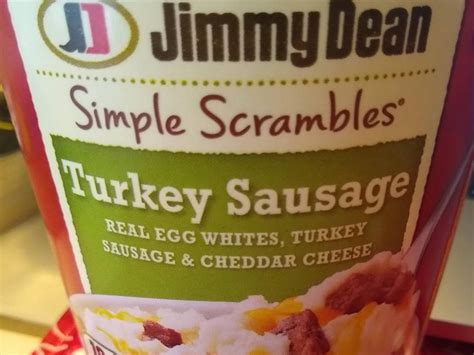 Jimmy Dean
Simple Scrambles®
Turkey Sausage
REAL EGG WHITES, TURKEY
SAUSAGE & CHEDDAR CHEESE